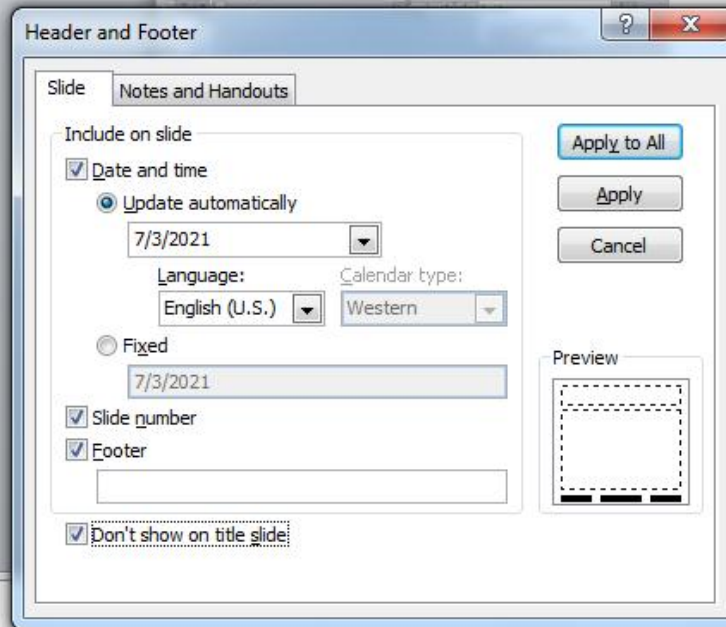 Header and Footer
Slide
Notes and Handouts
Include on slide
Date and time
Update automatically
7/3/2021
Language:
Calendar type:
English (U.S.)
Western
Fixed
7/3/2021
Slide number
Footer
Don't show on title slide
Apply to All
Apply
Cancel
Preview